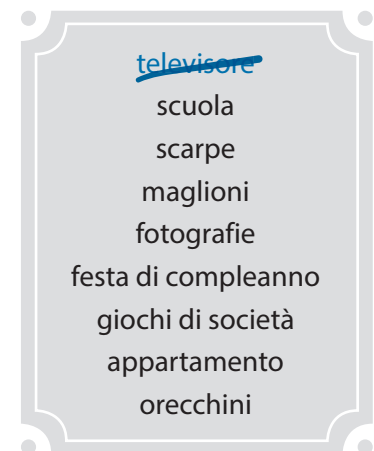 televisore
scuola
scarpe
maglioni
fotografie
festa di compleanno
giochi di società
appartamento
orecchini